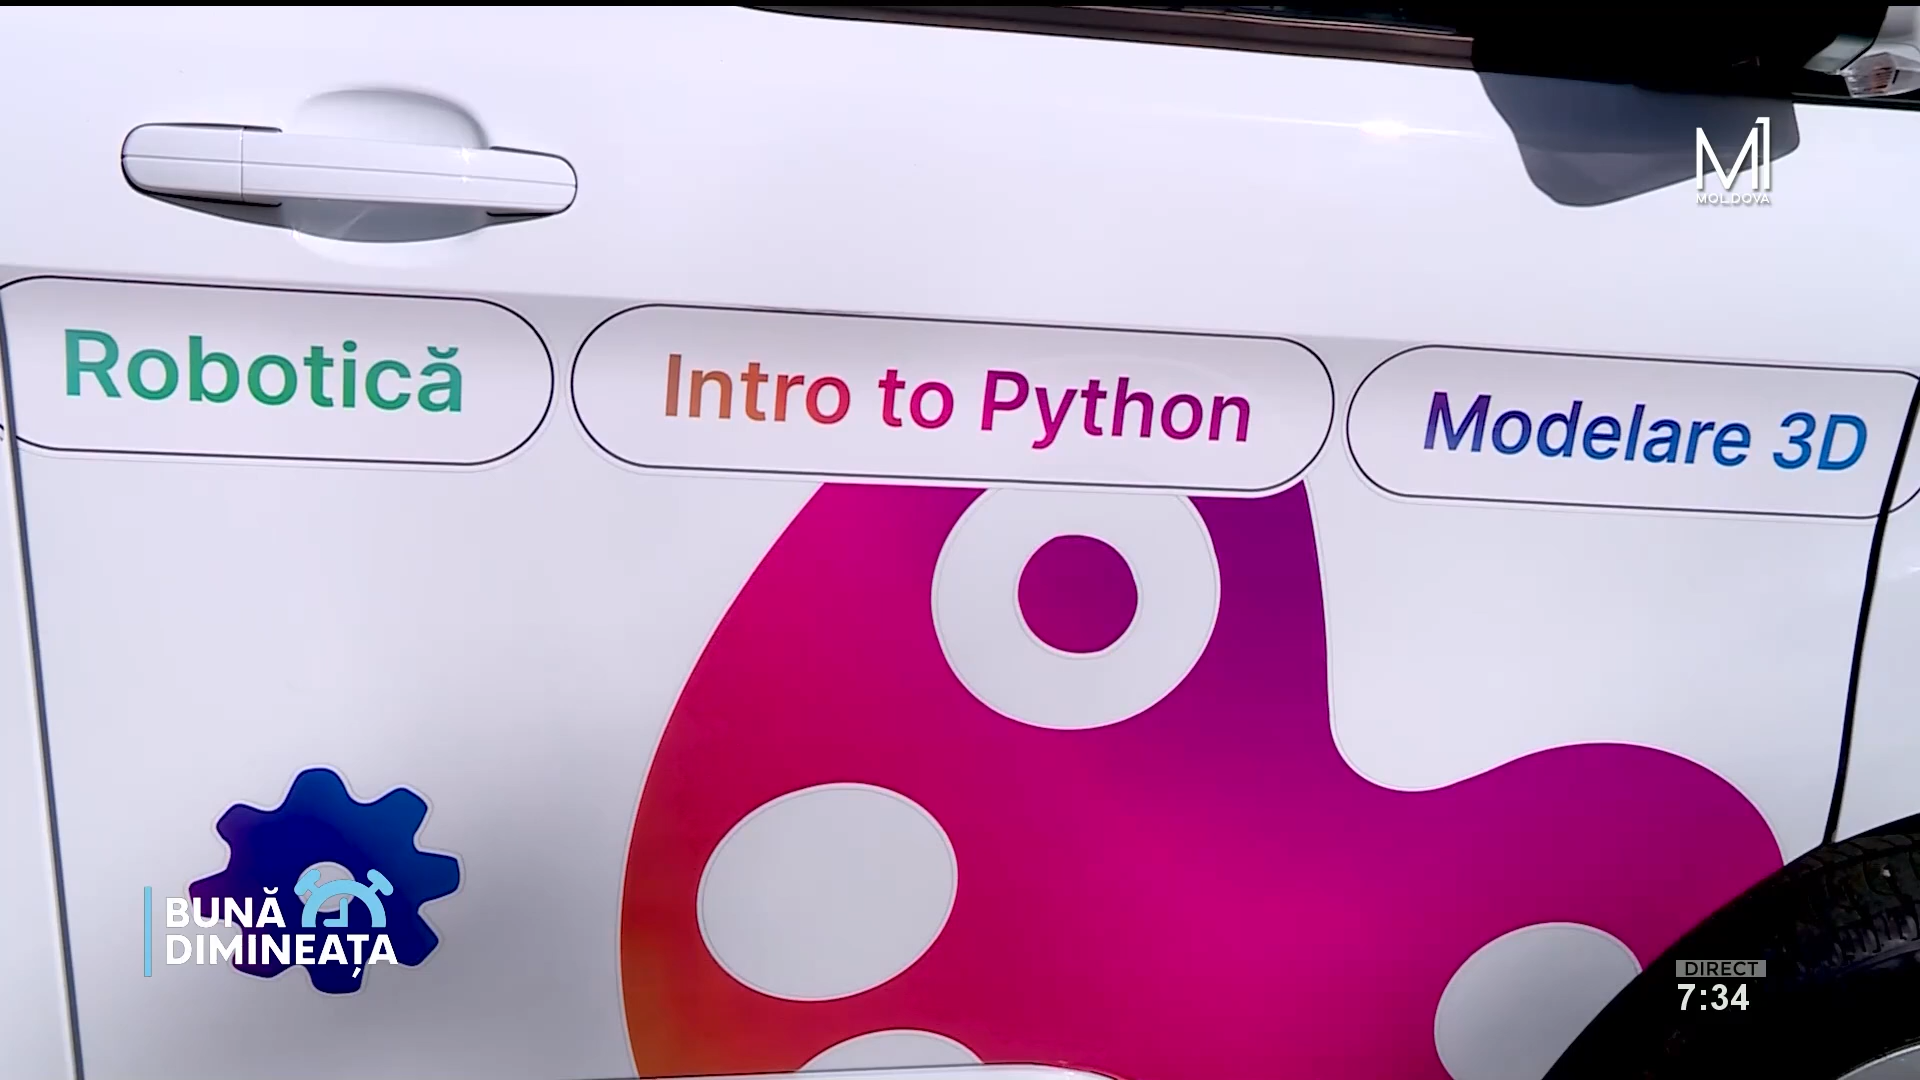 M1
MOLDOVA
Robotică
Intro to Python
Modelare 3D
BUNĂ
DIMINEAȚA
DIRECT
7:34